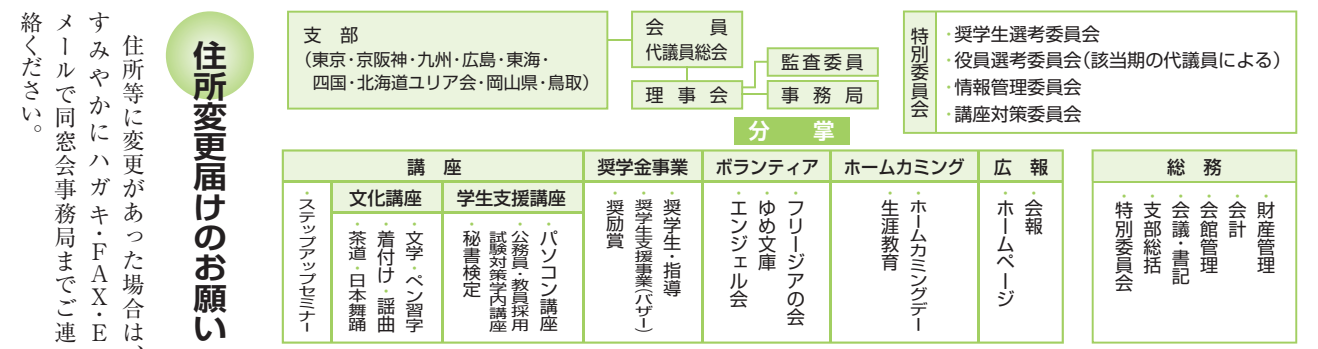 住所変更届けのお願い
住所等に変更があった場合は、
すみやかにハガキ・FAX・E
メールで同窓会事務局までご連
絡ください。
支　部
(東京・京阪神・九州・広島・東海・
四国・北海道ユリア会・岡山県・鳥取)
会　員
代議員総会
監査委員
理事会
事務局
特別委員会
・奨学生選考委員会
・役員選考委員会(該当期の代議員による)
・情報管理委員会
・講座対策委員会
分　掌
講　座
・ステップアップセミナー
文化講座
・文学・ペン習字
・着付け・謡曲
・茶道・日本舞踊
学生支援講座
・パソコン講座
・公務員・教員採用
試験対策学内講座
・秘書検定
奨学金事業
・奨学生・指導
・奨学生支援事業(バザー)
・奨励賞
ボランティア
・フリージアの会
・ゆめ文庫
・エンジェル会
ホームカミング
・ホームカミングデー
・生涯教育
広　報
・会報
・ホームページ
総　務
・財産管理
・会計
・会館管理
・会議・書記
・支部総括
・特別委員会